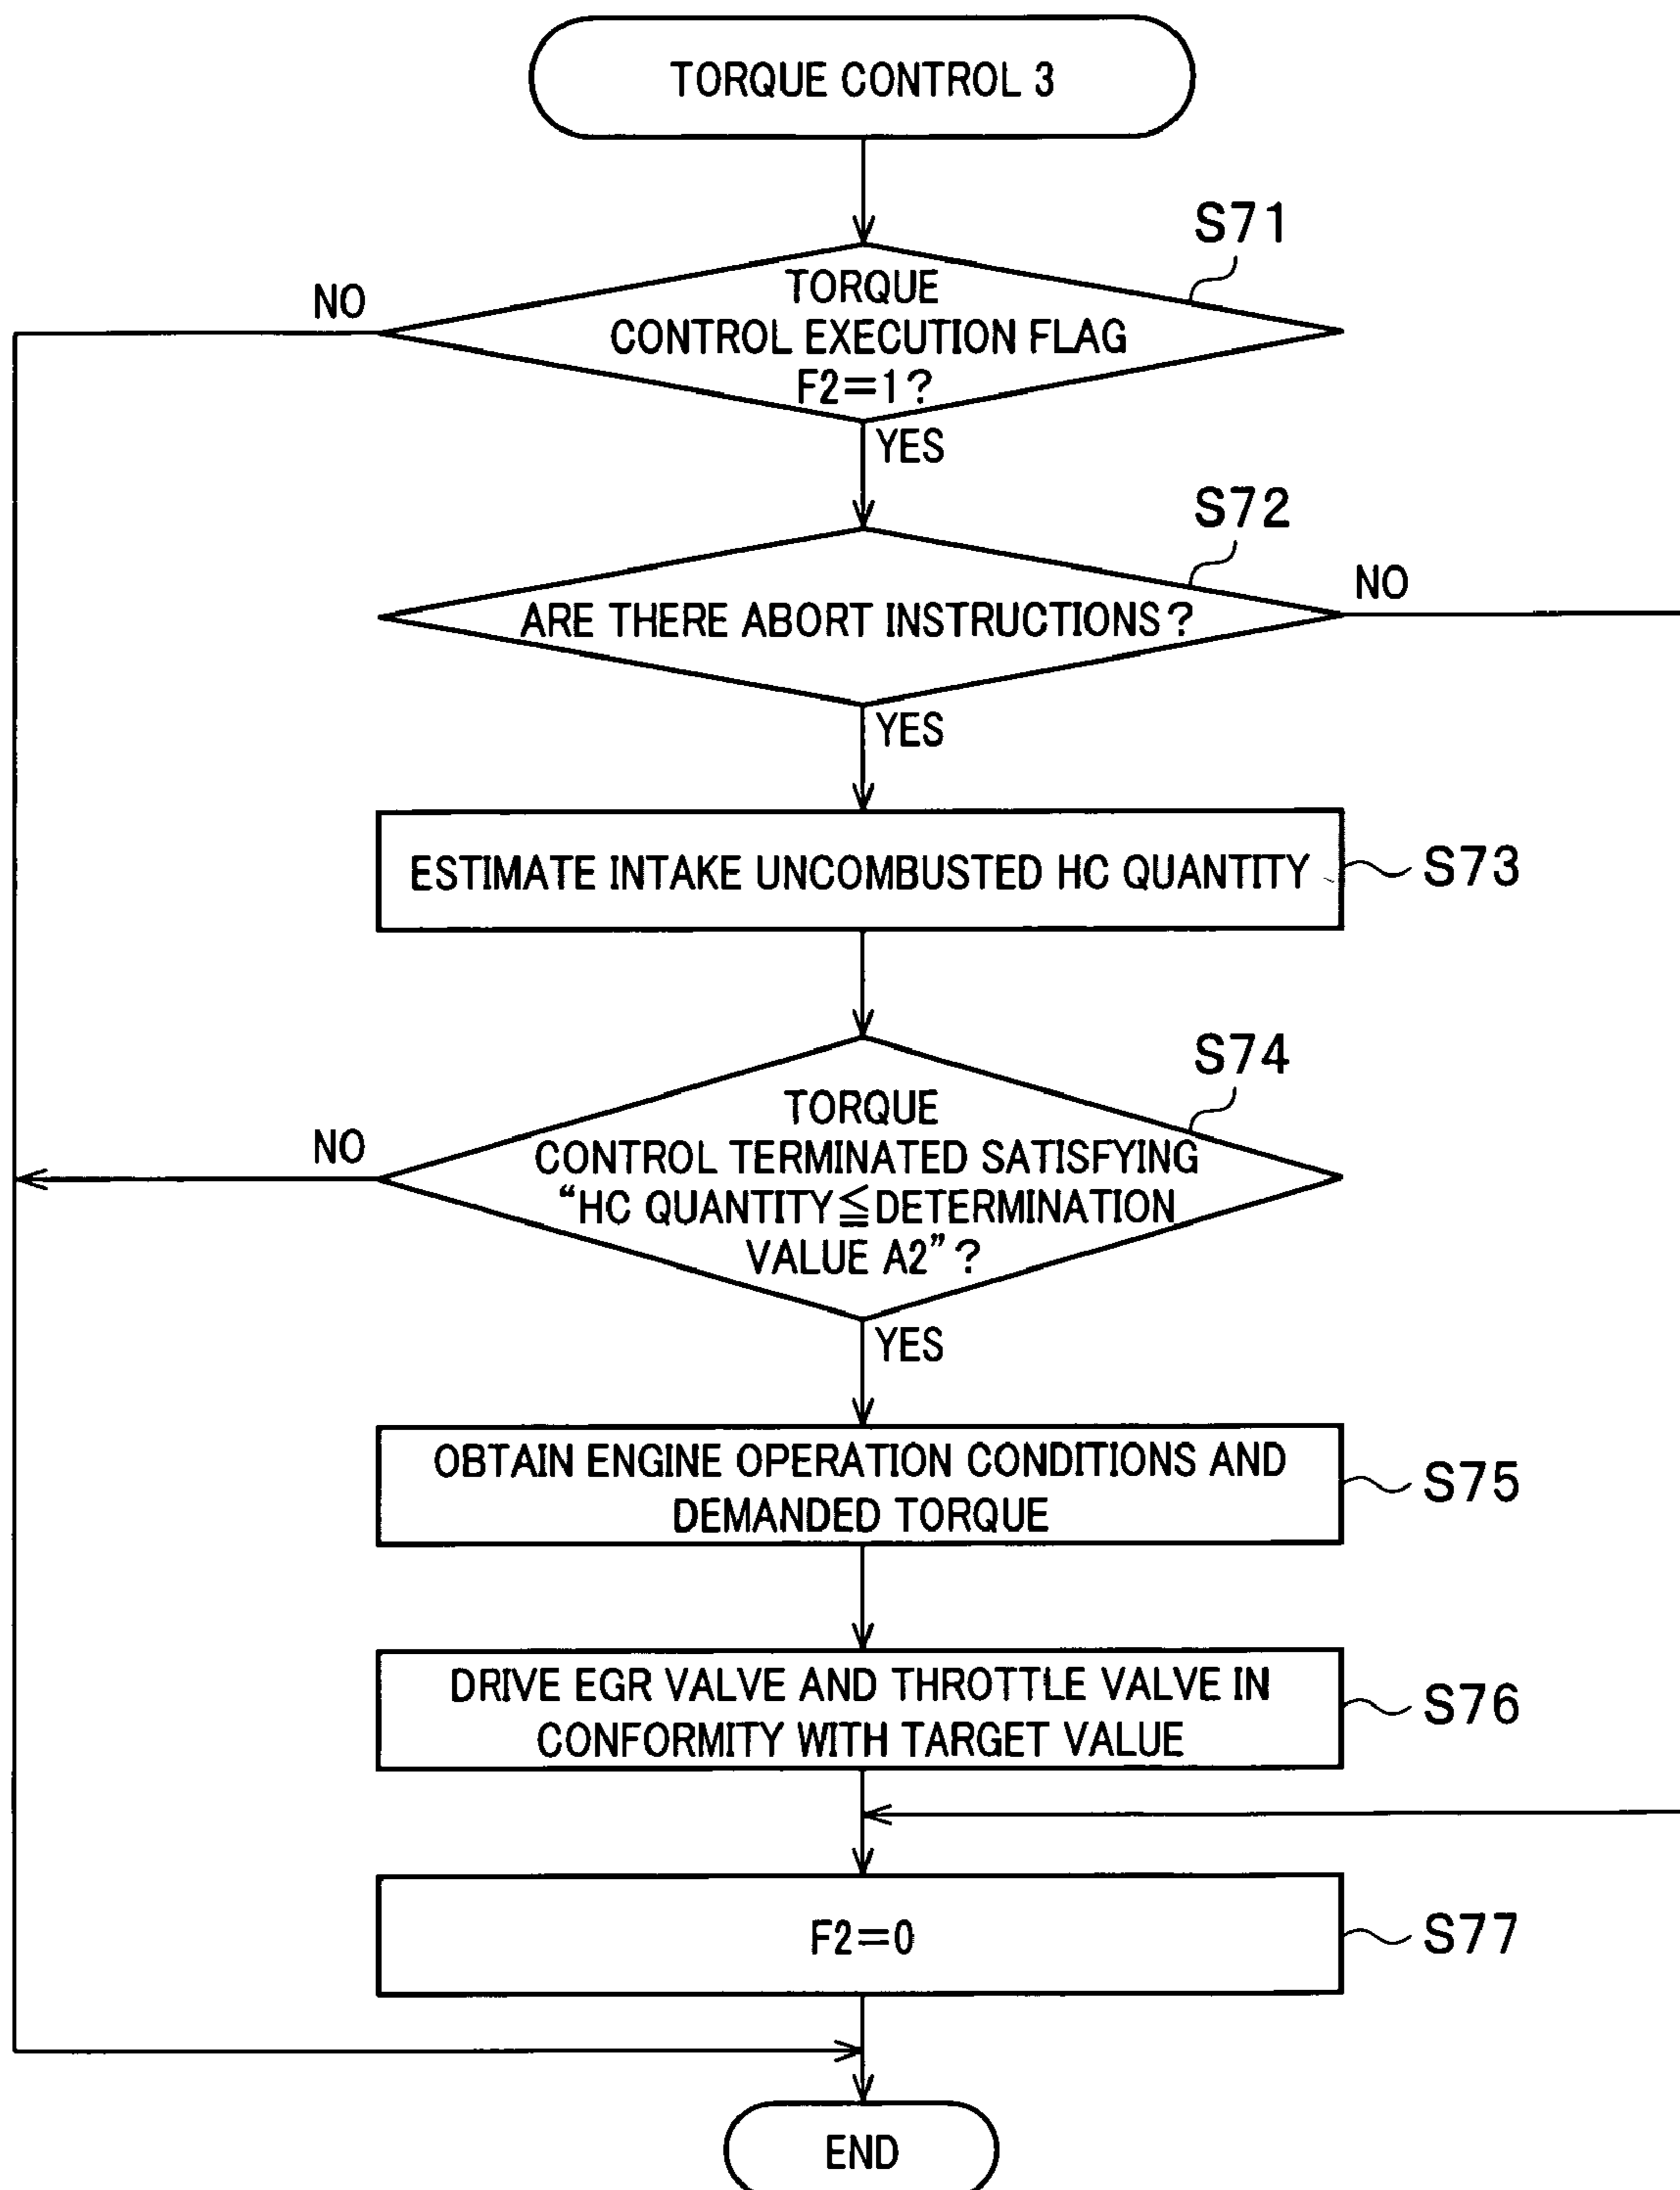 TORQUE CONTROL 3
S71
TORQUE
CONTROL EXECUTION FLAG
F2=1?
NO
YES
S72
ARE THERE ABORT INSTRUCTIONS?
NO
YES
ESTIMATE INTAKE UNCOMBUSTED HC QUANTITY
S73
S74
TORQUE
CONTROL TERMINATED SATISFYING
“HC QUANTITY≦DETERMINATION
VALUE A2”?
NO
YES
OBTAIN ENGINE OPERATION CONDITIONS AND
DEMANDED TORQUE
S75
DRIVE EGR VALVE AND THROTTLE VALVE IN
CONFORMITY WITH TARGET VALUE
S76
F2=0
S77
END